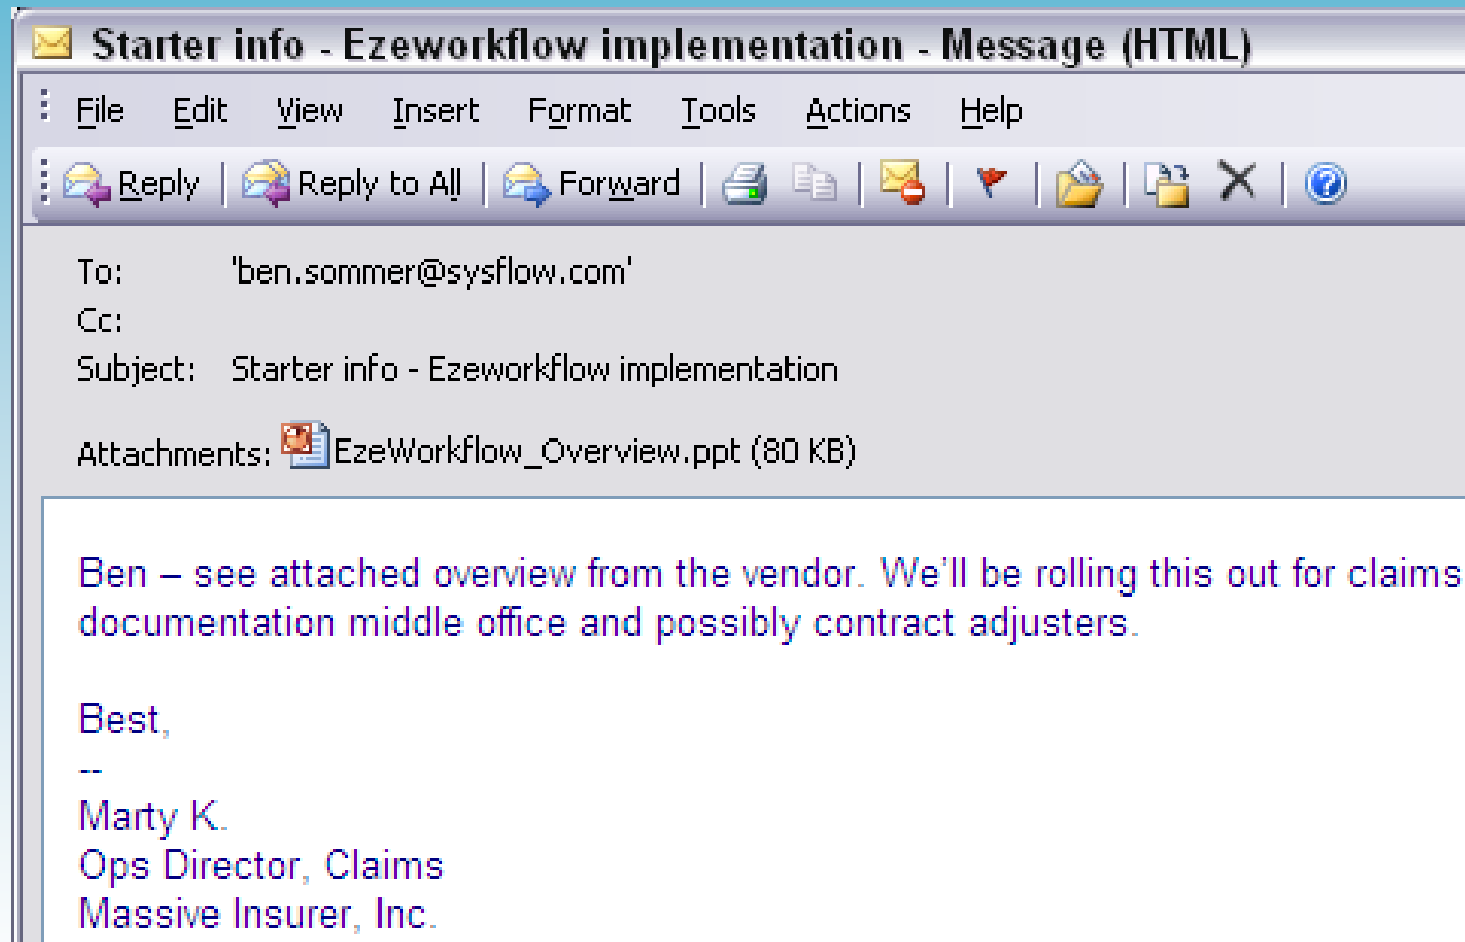 Starter info - Ezeworkflow implementation - Message (HTML)
File Edit View Insert Format Tools Actions Help
Reply Reply to All Forward
To: 'ben.sommer@sysflow.com'
Cc:
Subject: Starter info - Ezeworkflow implementation
Attachments: EzeWorkflow_Overview.ppt (80 KB)
Ben – see attached overview from the vendor. We'll be rolling this out for claims
documentation middle office and possibly contract adjusters.
Best,
--
Marty K.
Ops Director, Claims
Massive Insurer, Inc.